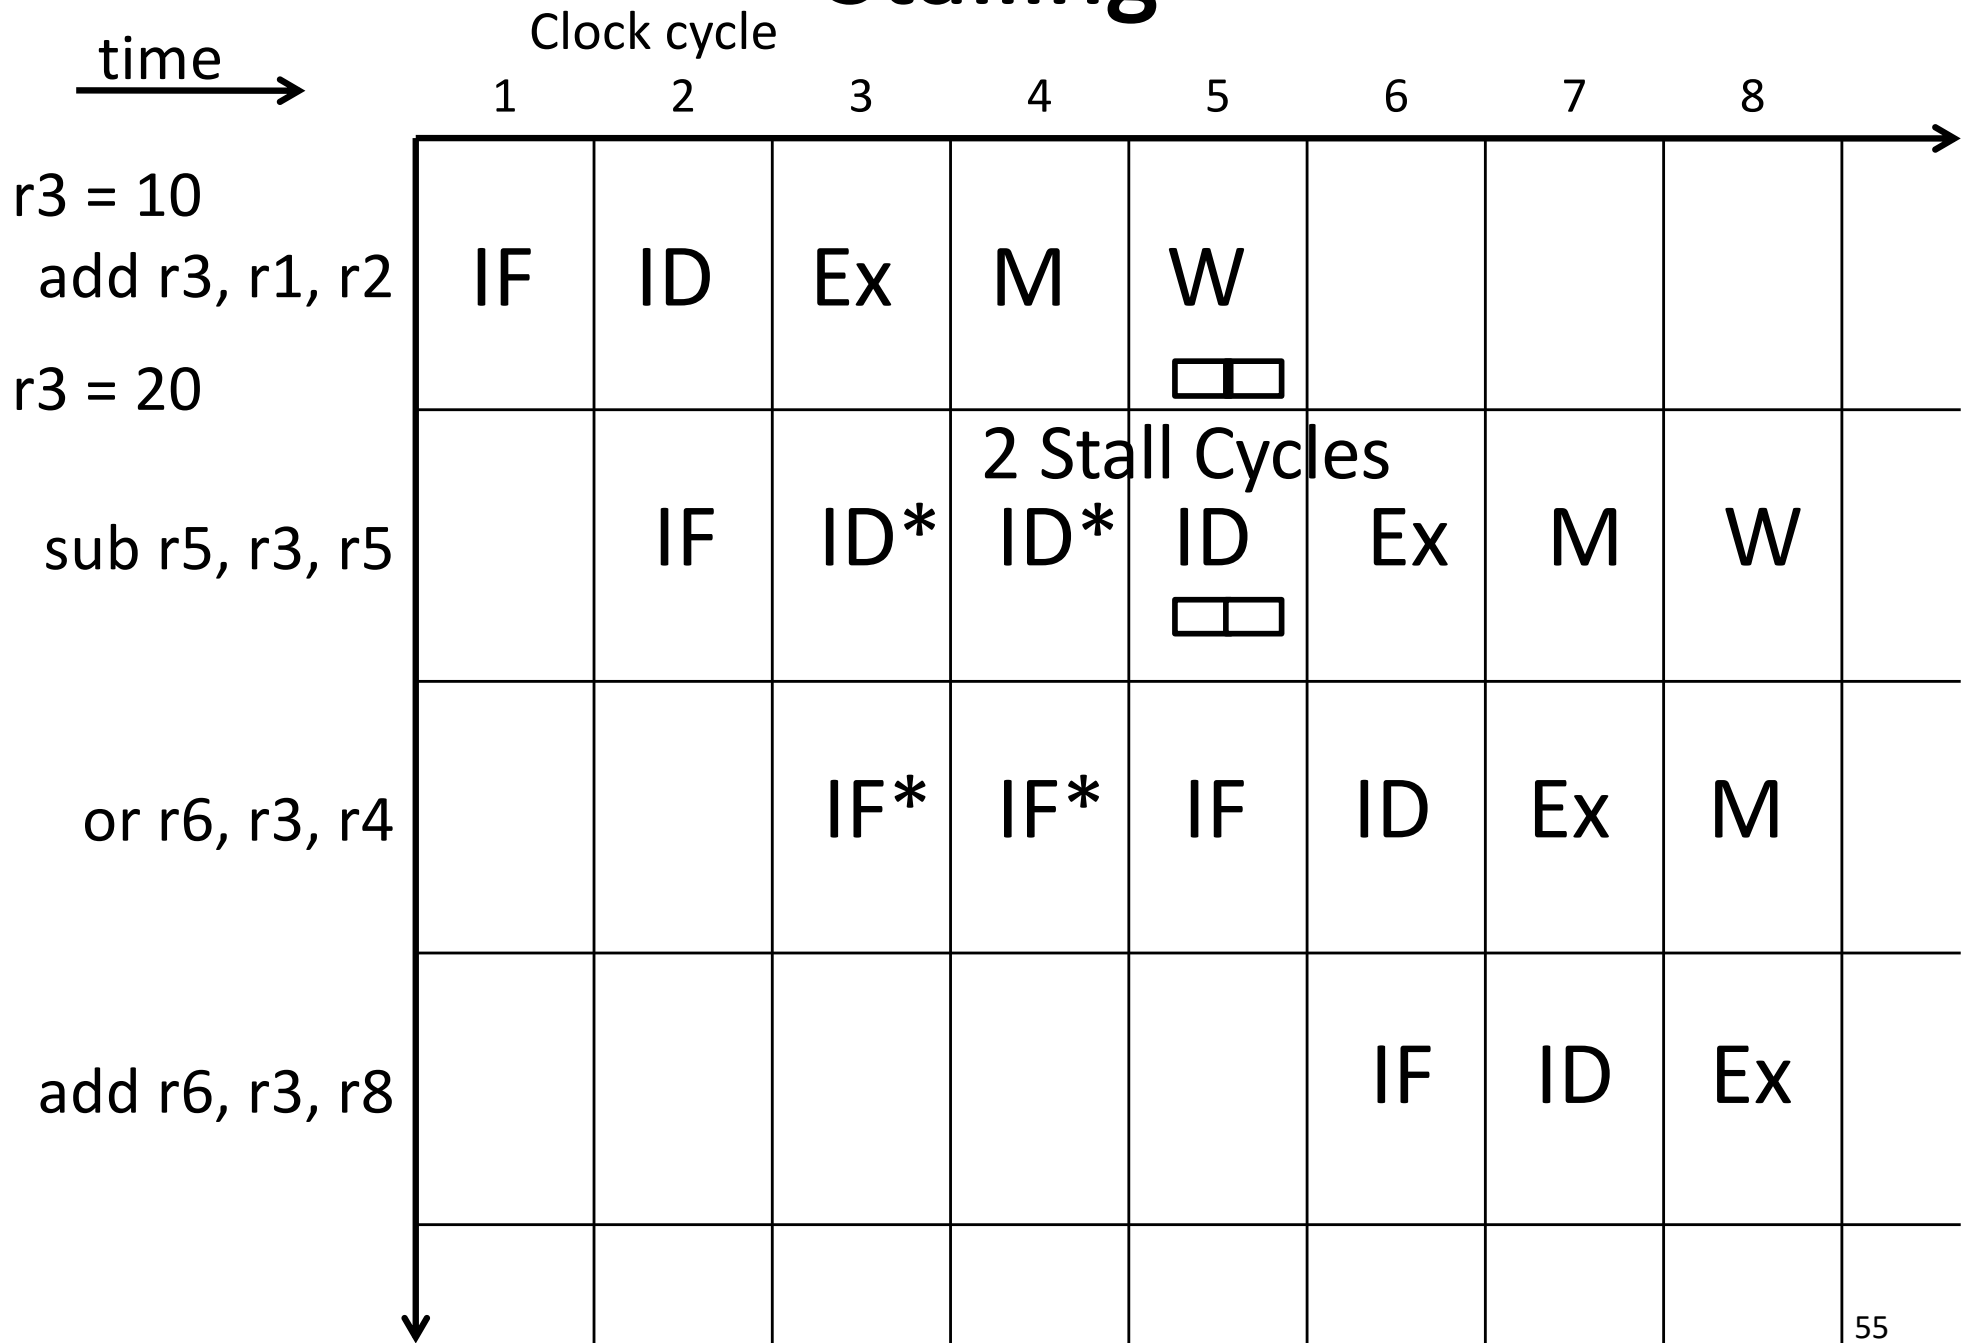 Stalling
Clock cycle
time
1 2 3 4 5 6 7 8
r3 = 10
add r3, r1, r2 IF ID Ex M W
r3 = 20
2 Stall Cycles
sub r5, r3, r5 IF ID* ID* ID Ex M W
or r6, r3, r4 IF* IF* IF ID Ex M
add r6, r3, r8 IF ID Ex
55